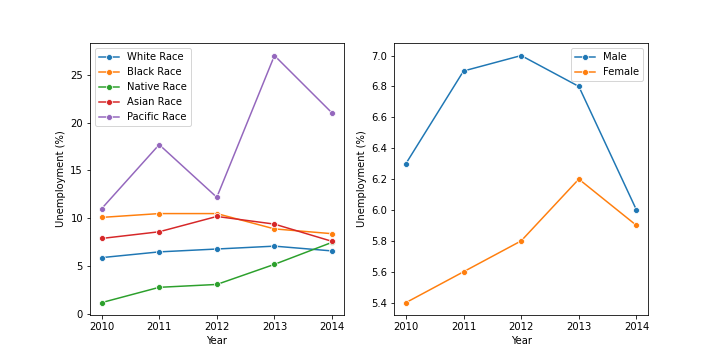 White Race
Black Race
Native Race
Asian Race
Pacific Race
25
20
15
10
5
0
Unemployment (%)
2010 2011 2012 2013 2014
Year
Male
Female
7.0
6.8
6.6
6.4
6.2
6.0
5.8
5.6
5.4
Unemployment (%)
2010 2011 2012 2013 2014
Year